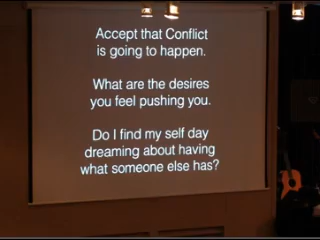 Accept that Conflict
is going to happen.
What are the desires
you feel pushing you.
Do I find my self day
dreaming about having
what someone else has?